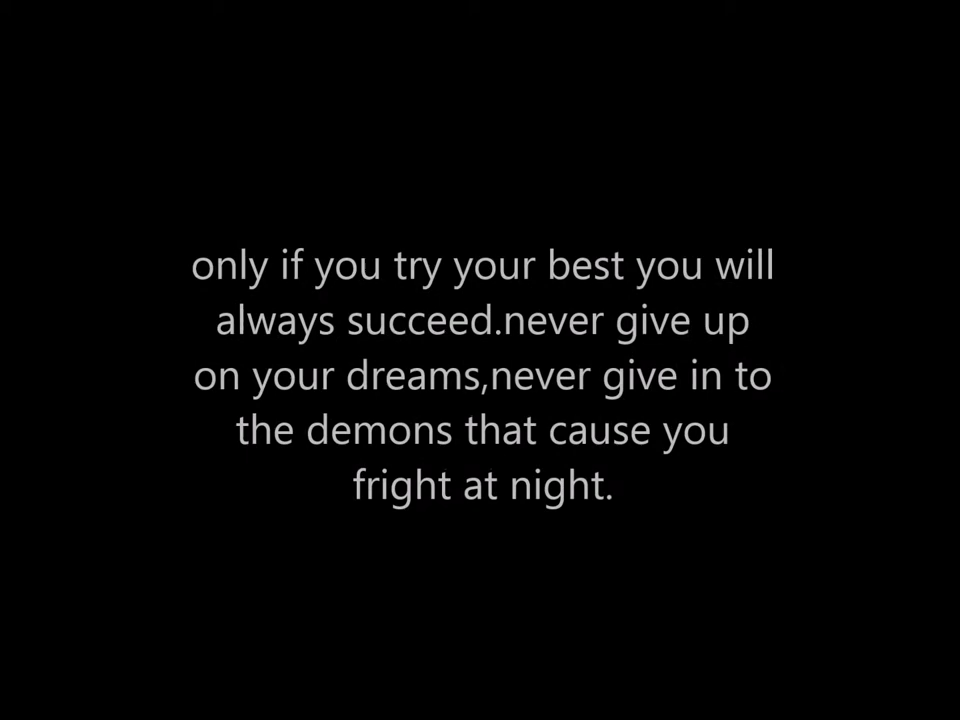 only if you try your best you will
always succeed.never give up
on your dreams,never give in to
the demons that cause you
fright at night.